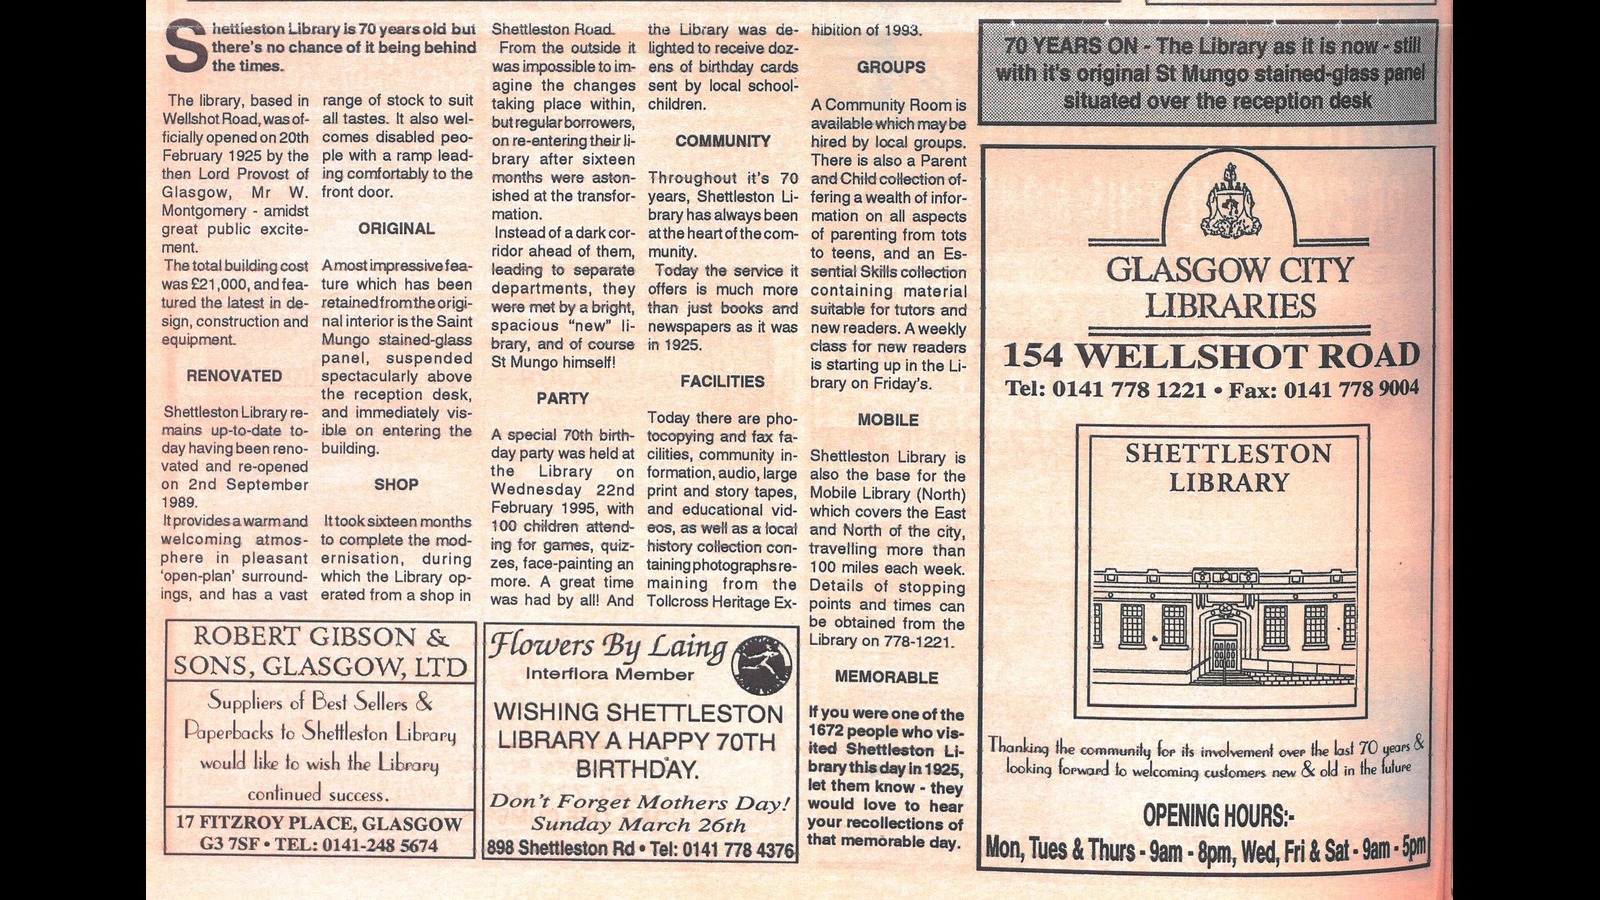 Shettleston Library is 70 years old but
there's no chance of it being behind
the times.
The library, based in
Wellshot Road, was of-
ficially opened on 20th
February 1925 by the
then Lord Provost of
Glasgow, Mr W.
Montgomery - amidst
great public excite-
ment.
The total building cost
was £21,000, and fea-
tured the latest in de-
sign, construction and
equipment.
RENOVATED
Shettleston Library re-
mains up-to-date to-
day having been reno-
vated and re-opened
on 2nd September
1989.
It provides a warm and
welcoming atmos-
phere in pleasant
'open-plan' surround-
ings, and has a vast
range of stock to suit
all tastes. It also wel-
comes disabled peo-
ple with a ramp lead-
ing comfortably to the
front door.
ORIGINAL
A most impressive fea-
ture which has been
retained from the origi-
nal interior is the Saint
Mungo stained-glass
panel, suspended
spectacularly above
the reception desk,
and immediately vis-
ible on entering the
building.
SHOP
It took sixteen months
to complete the mod-
ernisation, during
which the Library op-
erated from a shop in
Shettleston Road.
From the outside it
was impossible to im-
agine the changes
taking place within,
but regular borrowers,
on re-entering their li-
brary after sixteen
months were aston-
ished at the transfor-
mation.
Instead of a dark cor-
ridor ahead of them,
leading to separate
departments, they
were met by a bright,
spacious "new" li-
brary, and of course
St Mungo himself!
PARTY
A special 70th birth-
day party was held at
the Library on
Wednesday 22nd
February 1995, with
100 children attend-
ing for games, quiz-
zes, face-painting an
more. A great time
was had by all! And
the Library was de-
lighted to receive doz-
ens of birthday cards
sent by local school-
children.
COMMUNITY
Throughout it's 70
years, Shettleston Li-
brary has always been
at the heart of the com-
munity.
Today the service it
offers is much more
than just books and
newspapers as it was
in 1925.
FACILITIES
Today there are pho-
tocopying and fax fa-
cilities, community in-
formation, audio, large
print and story tapes,
and educational vid-
eos, as well as a local
history collection con-
taining photographs re-
maining from the
Tollcross Heritage Ex-
hibition of 1993.
GROUPS
A Community Room is
available which may be
hired by local groups.
There is also a Parent
and Child collection of-
fering a wealth of infor-
mation on all aspects
of parenting from tots
to teens, and an Es-
sential Skills collection
containing material
suitable for tutors and
new readers. A weekly
class for new readers
is starting up in the Li-
brary on Friday's.
MOBILE
Shettleston Library is
also the base for the
Mobile Library (North)
which covers the East
and North of the city,
travelling more than
100 miles each week.
Details of stopping
points and times can
be obtained from the
Library on 778-1221.
MEMORABLE
If you were one of the
1672 people who vis-
ited Shettleston Li-
brary this day in 1925,
let them know - they
would love to hear
your recollections of
that memorable day.
ROBERT GIBSON &
SONS, GLASGOW, LTD
Suppliers of Best Sellers &
Paperbacks to Shettleston Library
would like to wish the Library
continued success.
17 FITZROY PLACE, GLASGOW
G3 7SF • TEL: 0141-248 5674
Flowers By Laing
Interflora Member
WISHING SHETTLESTON
LIBRARY A HAPPY 70TH
BIRTHDAY.
Don't Forget Mothers Day!
Sunday March 26th
898 Shettleston Rd • Tel: 0141 778 4376
70 YEARS ON - The Library as it is now - still
with it's original St Mungo stained-glass panel
situated over the reception desk
GLASGOW CITY
LIBRARIES
154 WELLSHOT ROAD
Tel: 0141 778 1221 • Fax: 0141 778 9004
SHETTLESTON
LIBRARY
Thanking the community for its involvement over the last 70 years &
looking forward to welcoming customers new & old in the future
OPENING HOURS:-
Mon, Tues & Thurs - 9am - 8pm, Wed, Fri & Sat - 9am - 5pm